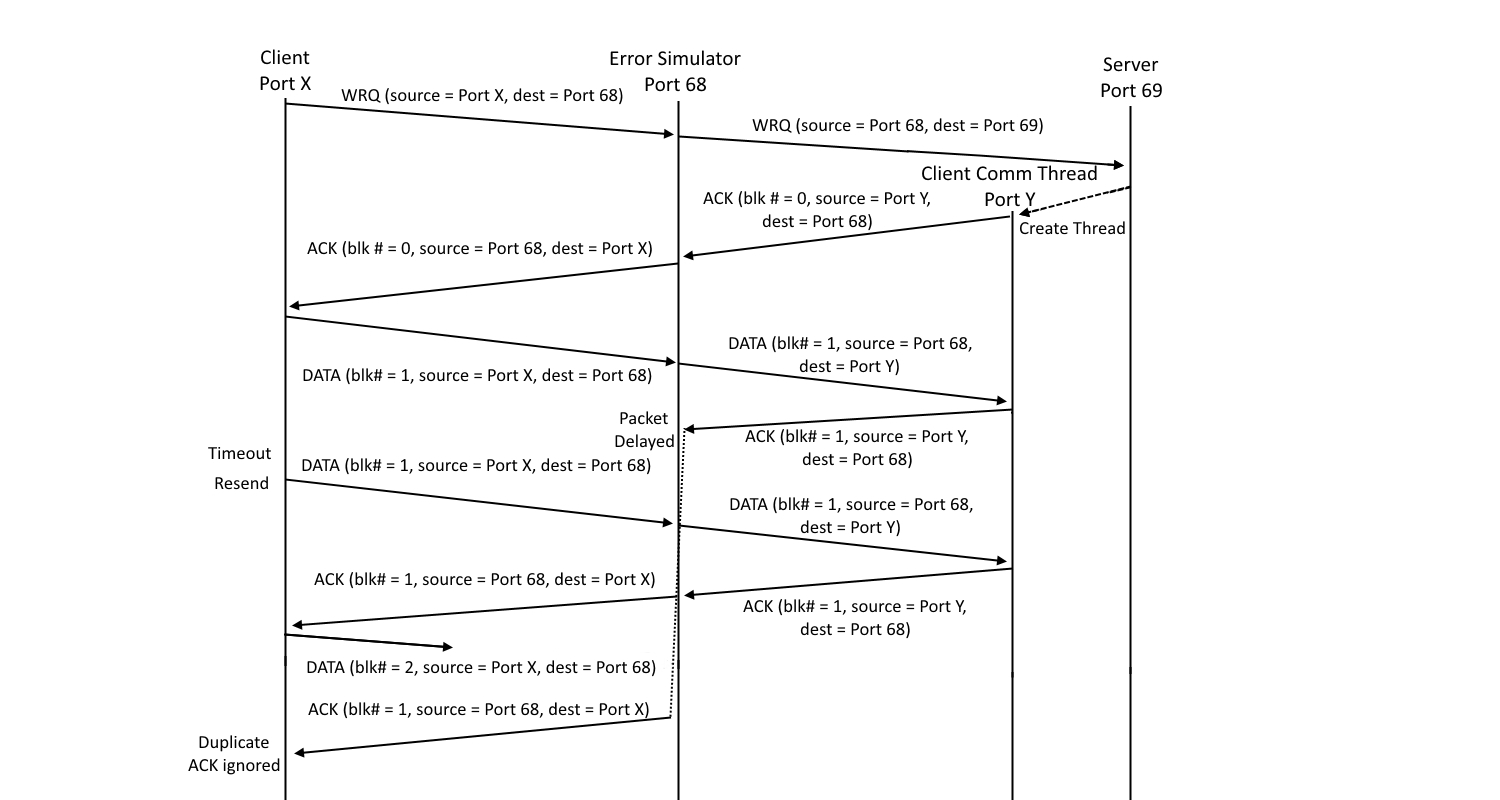 Client
Port X
Error Simulator
Port 68
Server
Port 69
WRQ (source = Port X, dest = Port 68)
WRQ (source = Port 68, dest = Port 69)
Client Comm Thread
Port Y
Create Thread
ACK (blk # = 0, source = Port Y,
dest = Port 68)
ACK (blk # = 0, source = Port 68, dest = Port X)
DATA (blk# = 1, source = Port X, dest = Port 68)
DATA (blk# = 1, source = Port 68,
dest = Port Y)
Packet
Delayed
ACK (blk# = 1, source = Port Y,
dest = Port 68)
Timeout
Resend
DATA (blk# = 1, source = Port X, dest = Port 68)
DATA (blk# = 1, source = Port 68,
dest = Port Y)
ACK (blk# = 1, source = Port 68, dest = Port X)
ACK (blk# = 1, source = Port Y,
dest = Port 68)
DATA (blk# = 2, source = Port X, dest = Port 68)
ACK (blk# = 1, source = Port 68, dest = Port X)
Duplicate
ACK ignored